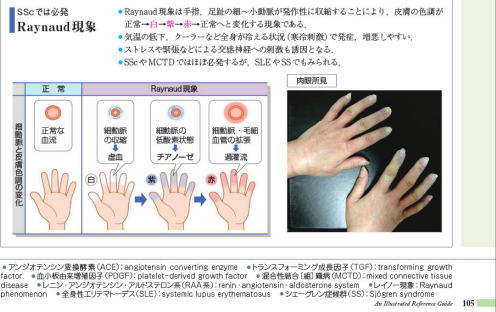 SScでは必発
Raynaud現象
●Raynaud現象は手指，足趾の細～小動脈が発作性に収縮することにより，皮膚の色調が
正常→白→紫→赤→正常へと変化する現象である．
●気温の低下，クーラーなど全身が冷える状況（寒冷刺激）で発症，増悪しやすい．
●ストレスや緊張などによる交感神経への刺激も誘因となる．
●SScやMCTDではほぼ必発するが，SLEやSSでもみられる．
肉眼所見
正常
Raynaud現象
細動脈と皮膚色調の変化
正常な
血流
細動脈
の収縮
虚血
細動脈の
低酸素状態
チアノーゼ
細動脈・毛細
血管の拡張
過灌流
白
紫
赤
●アンジオテンシン変換酵素（ACE）：angiotensin converting enzyme ●トランスフォーミング成長因子（TGF）：transforming growth
factor ●血小板由来増殖因子（PDGF）：platelet-derived growth factor ●混合性結合〔組〕織病（MCTD）：mixed connective tissue
disease ●レニン・アンジオテンシン・アルドステロン系（RAA系）：renin-angiotensin-aldosterone system ●レイノー現象：Raynaud
phenomenon ●全身性エリテマトーデス（SLE）：systemic lupus erythematosus ●シェーグレン症候群（SS）：Sjögren syndrome
An Illustrated Reference Guide 105